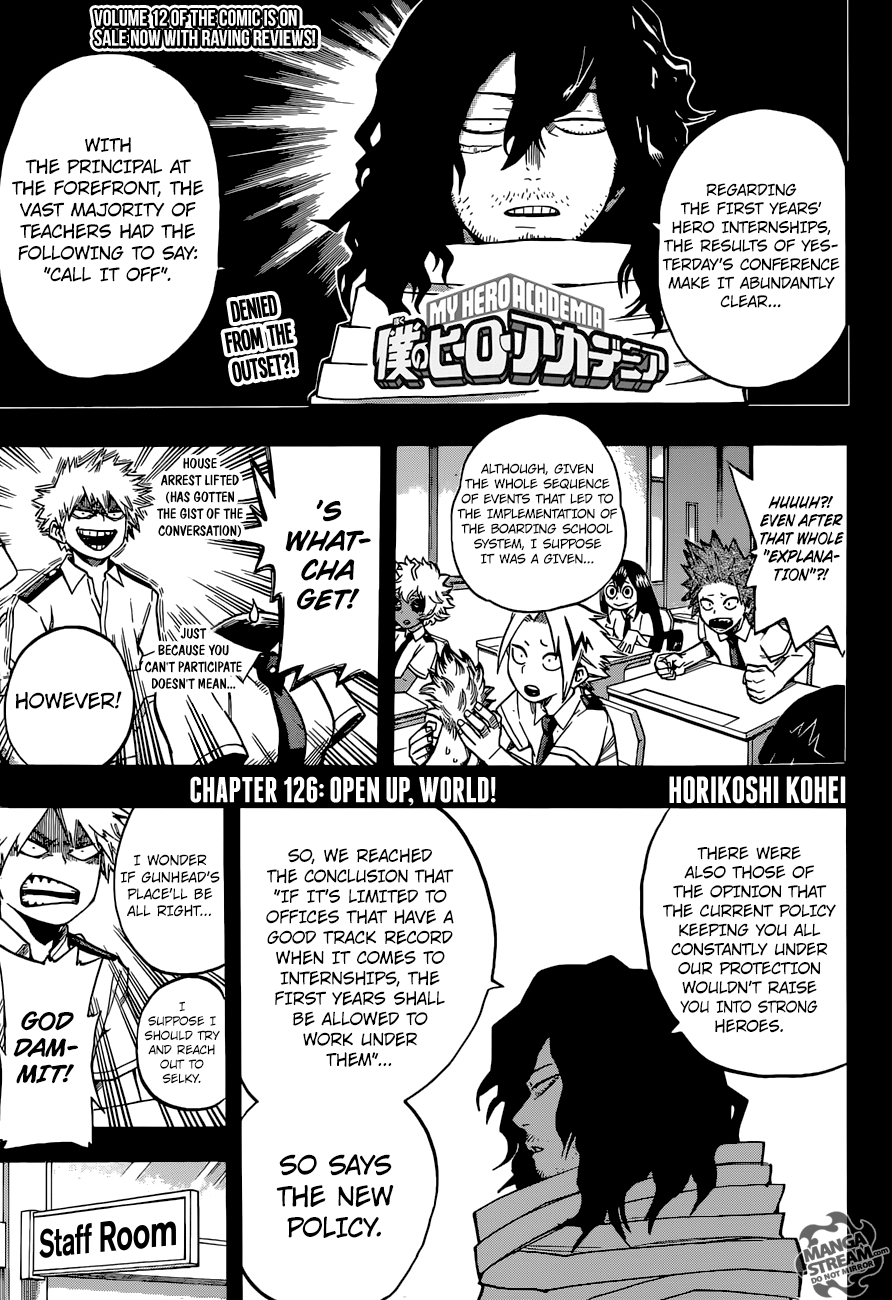 VOLUME 12 OF THE COMIC IS ON
SALE NOW WITH RAVING REVIEWS!
REGARDING
THE FIRST YEARS'
HERO INTERNSHIPS,
THE RESULTS OF YES-
TERDAY'S CONFERENCE
MAKE IT ABUNDANTLY
CLEAR...
WITH
THE PRINCIPAL AT
THE FOREFRONT, THE
VAST MAJORITY OF
TEACHERS HAD THE
FOLLOWING TO SAY:
"CALL IT OFF".
MY HERO ACADEMIA
僕のヒーローアカデミア
DENIED
FROM THE
OUTSET?!
HUUUH?!
EVEN AFTER
THAT WHOLE
"EXPLANA-
TION"?!
ALTHOUGH, GIVEN
THE WHOLE SEQUENCE
OF EVENTS THAT LED TO
THE IMPLEMENTATION OF
THE BOARDING SCHOOL
SYSTEM, I SUPPOSE
IT WAS A GIVEN...
'S
WHAT-
CHA
GET!
HOUSE
ARREST LIFTED
(HAS GOTTEN
THE GIST OF THE
CONVERSATION)
JUST
BECAUSE YOU
CAN'T PARTICIPATE
DOESN'T MEAN...
HOWEVER!
CHAPTER 126: OPEN UP, WORLD!
HORIKOSHI KOHEI
THERE WERE
ALSO THOSE OF
THE OPINION THAT
THE CURRENT POLICY
KEEPING YOU ALL
CONSTANTLY UNDER
OUR PROTECTION
WOULDN'T RAISE
YOU INTO STRONG
HEROES.
SO, WE REACHED
THE CONCLUSION THAT
"IF IT'S LIMITED TO
OFFICES THAT HAVE A
GOOD TRACK RECORD
WHEN IT COMES TO
INTERNSHIPS, THE
FIRST YEARS SHALL
BE ALLOWED TO
WORK UNDER
THEM"...
SO SAYS
THE NEW
POLICY.
I WONDER
IF GUNHEAD'S
PLACE'LL BE
ALL RIGHT...
I
SUPPOSE I
SHOULD TRY
AND REACH
OUT TO
SELKY.
GOD
DAM-
MIT!
Staff Room
MANGA
STREAM.com
DO NOT MIRROR